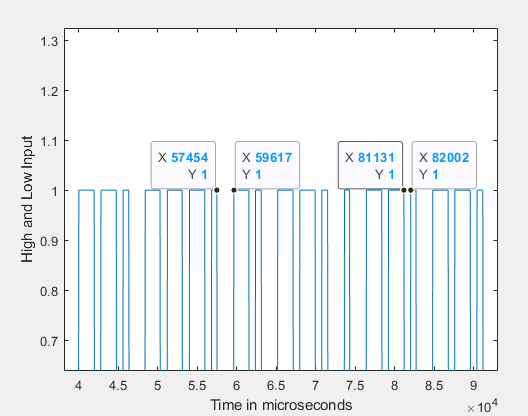 1.3
1.2
1.1
1
0.9
0.8
0.7
High and Low Input
X 57454
Y 1
X 59617
Y 1
X 81131
Y 1
X 82002
Y 1
4 4.5 5 5.5 6 6.5 7 7.5 8 8.5 9
Time in microseconds
×10⁴